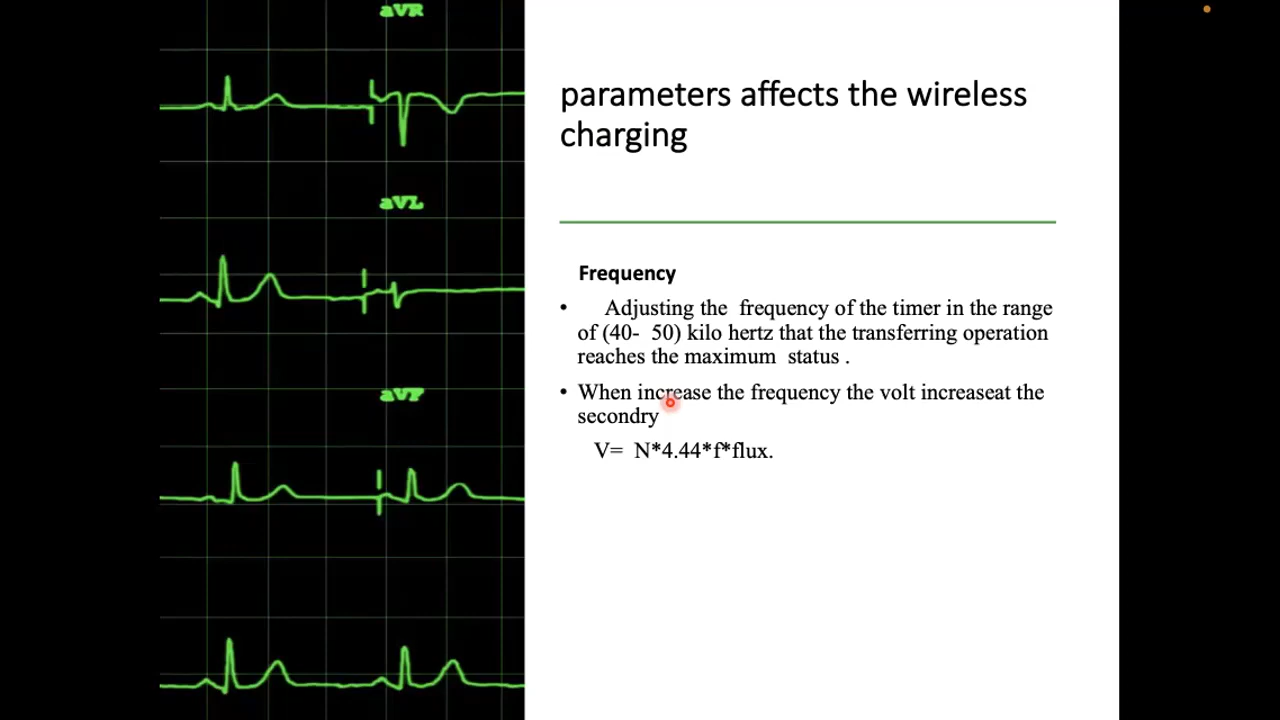 aVR
aVL
aVF
parameters affects the wireless
charging
Frequency
• Adjusting the frequency of the timer in the range
of (40- 50) kilo hertz that the transferring operation
reaches the maximum status .
• When increase the frequency the volt increaseat the
secondry
V= N*4.44*f*flux.